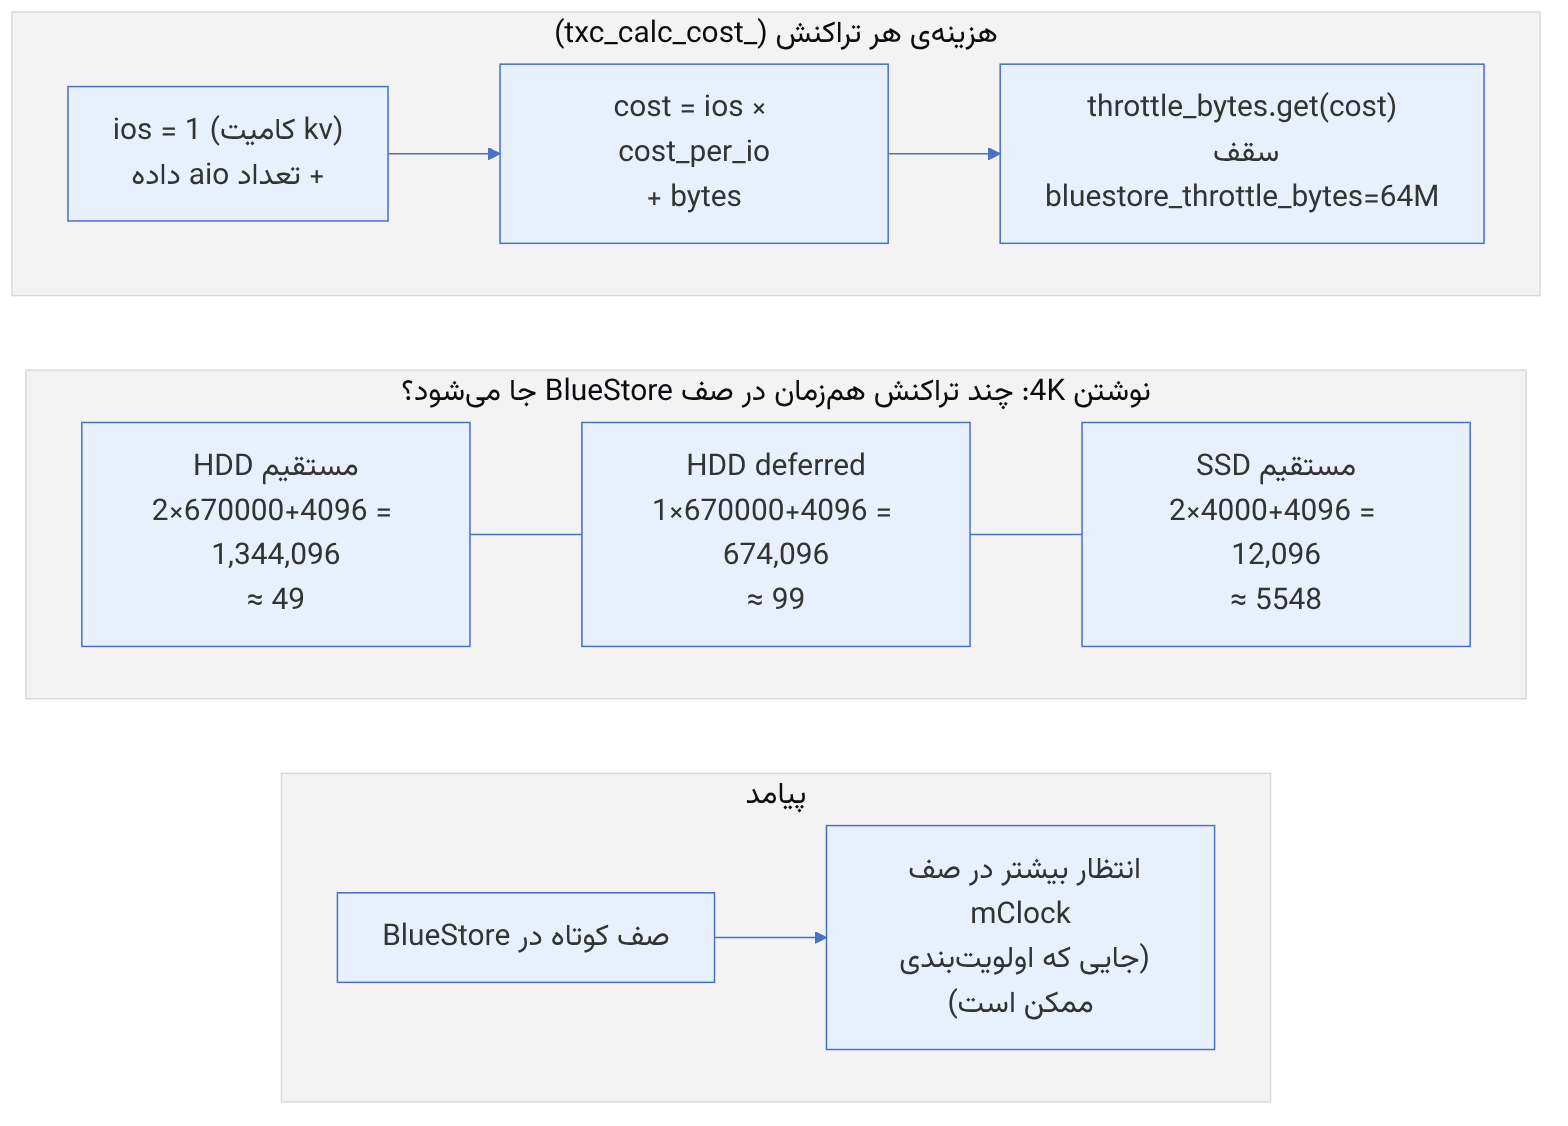 هزینه‌ی هر تراکنش (_txc_calc_cost)
ios = 1 (کامیت kv)
+ تعداد aio داده
cost = ios ×
cost_per_io
+ bytes
throttle_bytes.get(cost)
سقف
bluestore_throttle_bytes=64M
نوشتن 4K: چند تراکنش هم‌زمان در صف BlueStore جا می‌شود؟
HDD مستقیم
2×670000+4096 =
1,344,096
≈ 49
HDD deferred
1×670000+4096 =
674,096
≈ 99
SSD مستقیم
2×4000+4096 =
12,096
≈ 5548
پیامد
صف کوتاه در BlueStore
انتظار بیشتر در صف
mClock
(جایی که اولویت‌بندی
ممکن است)